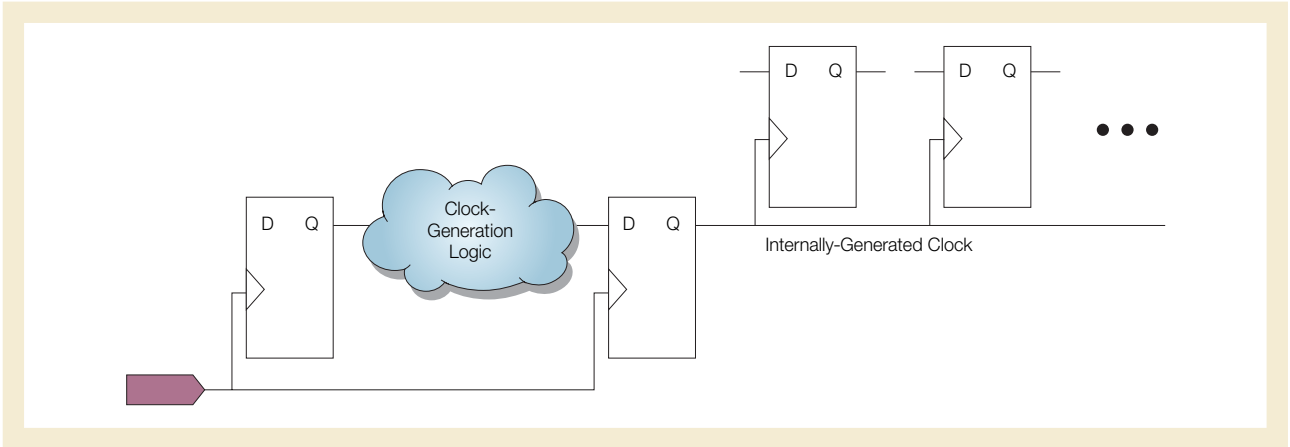 D Q
D Q
D Q
Clock-
Generation
Logic
D Q
Internally-Generated Clock